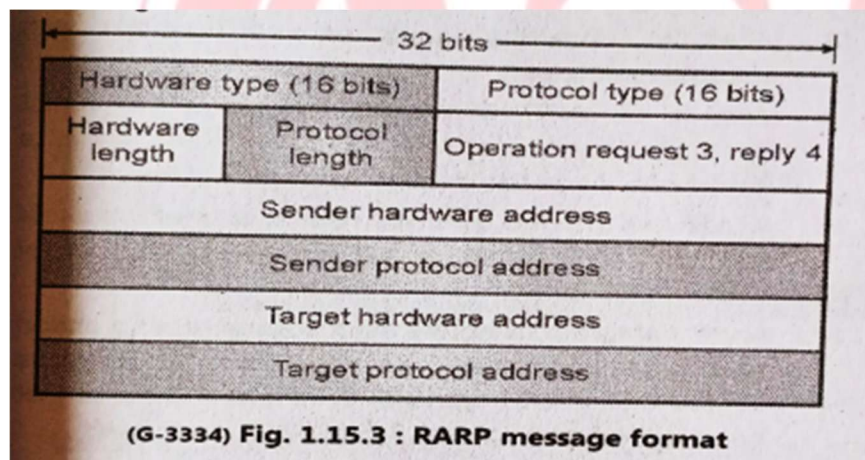 32 bits
Hardware type (16 bits) Protocol type (16 bits)
Hardware length Protocol length Operation request 3, reply 4
Sender hardware address
Sender protocol address
Target hardware address
Target protocol address
(G-3334) Fig. 1.15.3 : RARP message format